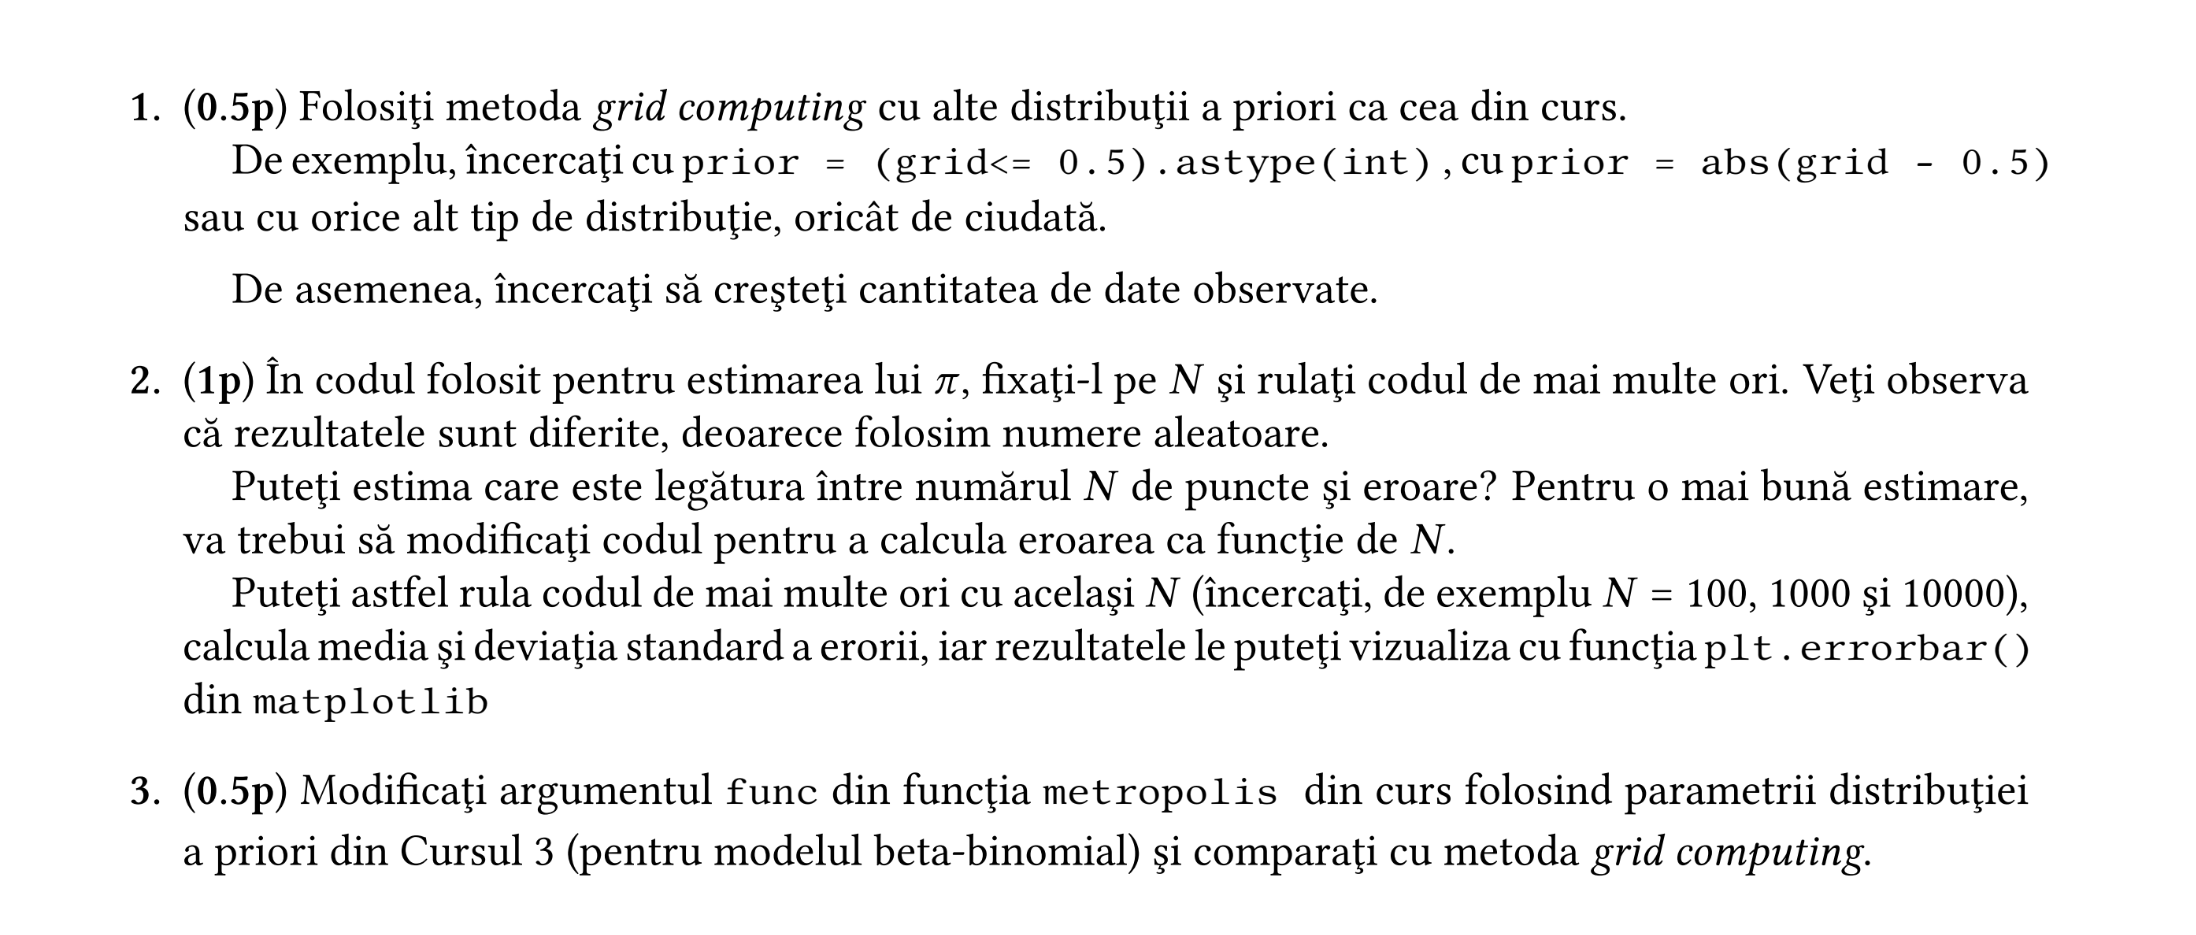 1. (0.5p) Folosiţi metoda grid computing cu alte distribuţii a priori ca cea din curs.
De exemplu, încercaţi cu prior = (grid<= 0.5).astype(int), cu prior = abs(grid - 0.5)
sau cu orice alt tip de distribuţie, oricât de ciudată.
De asemenea, încercaţi să creşteţi cantitatea de date observate.
2. (1p) În codul folosit pentru estimarea lui π, fixaţi-l pe N şi rulaţi codul de mai multe ori. Veţi observa
că rezultatele sunt diferite, deoarece folosim numere aleatoare.
Puteţi estima care este legătura între numărul N de puncte şi eroare? Pentru o mai bună estimare,
va trebui să modificaţi codul pentru a calcula eroarea ca funcţie de N.
Puteţi astfel rula codul de mai multe ori cu acelaşi N (încercaţi, de exemplu N = 100, 1000 şi 10000),
calcula media şi deviaţia standard a erorii, iar rezultatele le puteţi vizualiza cu funcţia plt.errorbar()
din matplotlib
3. (0.5p) Modificaţi argumentul func din funcţia metropolis din curs folosind parametrii distribuţiei
a priori din Cursul 3 (pentru modelul beta-binomial) şi comparaţi cu metoda grid computing.